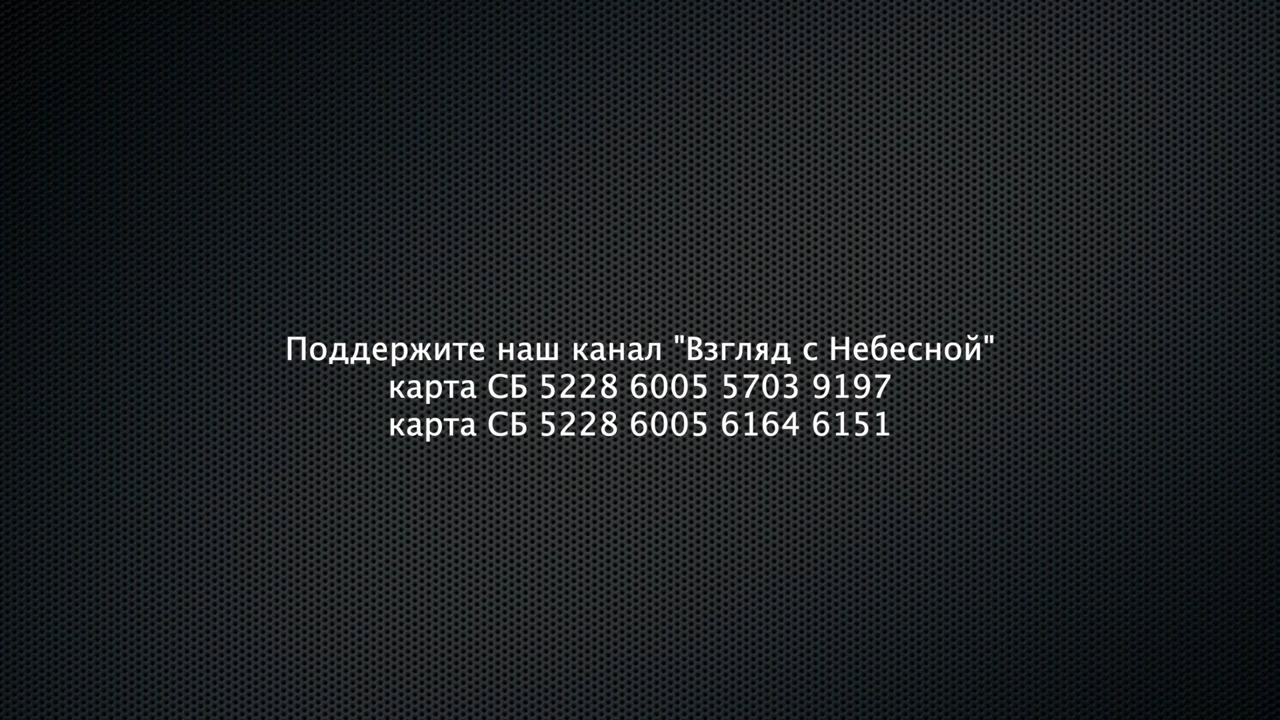 Поддержите наш канал "Взгляд с Небесной"
карта СБ 5228 6005 5703 9197
карта СБ 5228 6005 6164 6151